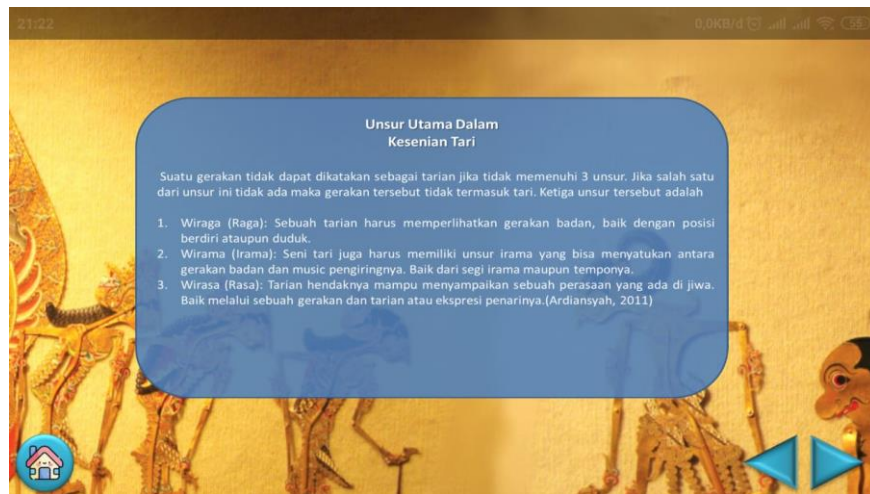 21:22
0,0KB/d
55
Unsur Utama Dalam
Kesenian Tari
Suatu gerakan tidak dapat dikatakan sebagai tarian jika tidak memenuhi 3 unsur. Jika salah satu
dari unsur ini tidak ada maka gerakan tersebut tidak termasuk tari. Ketiga unsur tersebut adalah
1. Wiraga (Raga): Sebuah tarian harus memperlihatkan gerakan badan, baik dengan posisi
berdiri ataupun duduk.
2. Wirama (Irama): Seni tari juga harus memiliki unsur irama yang bisa menyatukan antara
gerakan badan dan music pengiringnya. Baik dari segi irama maupun temponya.
3. Wirasa (Rasa): Tarian hendaknya mampu menyampaikan sebuah perasaan yang ada di jiwa.
Baik melalui sebuah gerakan dan tarian atau ekspresi penarinya.(Ardiansyah, 2011)